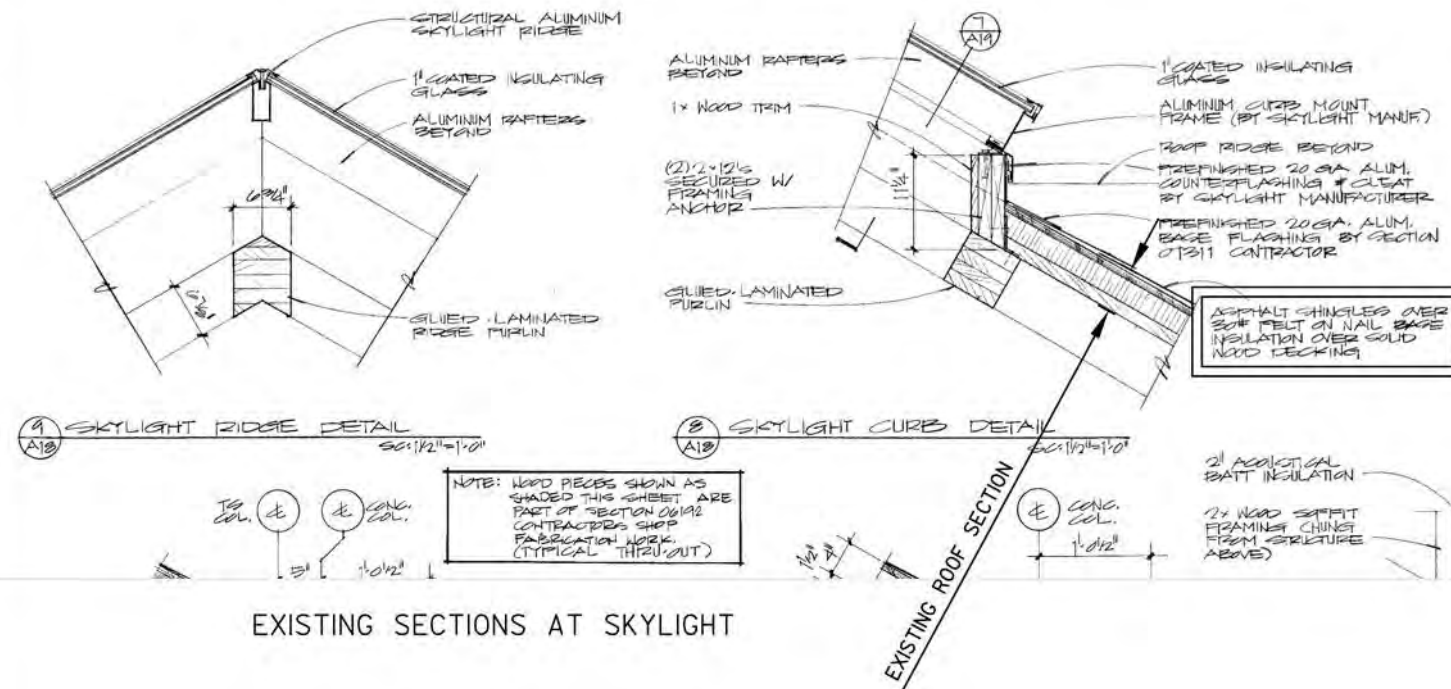 STRUCTURAL ALUMINUM
SKYLIGHT RIDGE
1" COATED INSULATING
GLASS
ALUMINUM RAFTERS
BEYOND
6 3/4"
GLUED-LAMINATED
RIDGE PURLIN
9
A18
SKYLIGHT RIDGE DETAIL
SC: 1 1/2" = 1'-0"
7
A19
ALUMINUM RAFTERS
BEYOND
1x WOOD TRIM
(2) 2x12's
SECURED W/
FRAMING
ANCHOR
11 1/4"
GLUED-LAMINATED
PURLIN
1" COATED INSULATING
GLASS
ALUMINUM CURB MOUNT
FRAME (BY SKYLIGHT MANUF.)
ROOF RIDGE BEYOND
PREFINISHED 20 GA. ALUM.
COUNTERFLASHING & CLEAT
BY SKYLIGHT MANUFACTURER
PREFINISHED 20 GA. ALUM.
BASE FLASHING BY SECTION
07311 CONTRACTOR
ASPHALT SHINGLES OVER
30# FELT ON NAIL BASE
INSULATION OVER SOLID
WOOD DECKING
8
A18
SKYLIGHT CURB DETAIL
SC: 1 1/2" = 1'-0"
NOTE: WOOD PIECES SHOWN AS
SHADED THIS SHEET ARE
PART OF SECTION 06192
CONTRACTORS SHOP
FABRICATION WORK.
(TYPICAL THRU-OUT)
TS
COL.
CONC.
COL.
5"
1'-0 1/2"
1 1/2"
4"
CONC.
COL.
1'-0 1/2"
2" ACOUSTICAL
BATT INSULATION
2x WOOD SOFFIT
FRAMING (HUNG
FROM STRUCTURE
ABOVE)
EXISTING ROOF SECTION
EXISTING SECTIONS AT SKYLIGHT